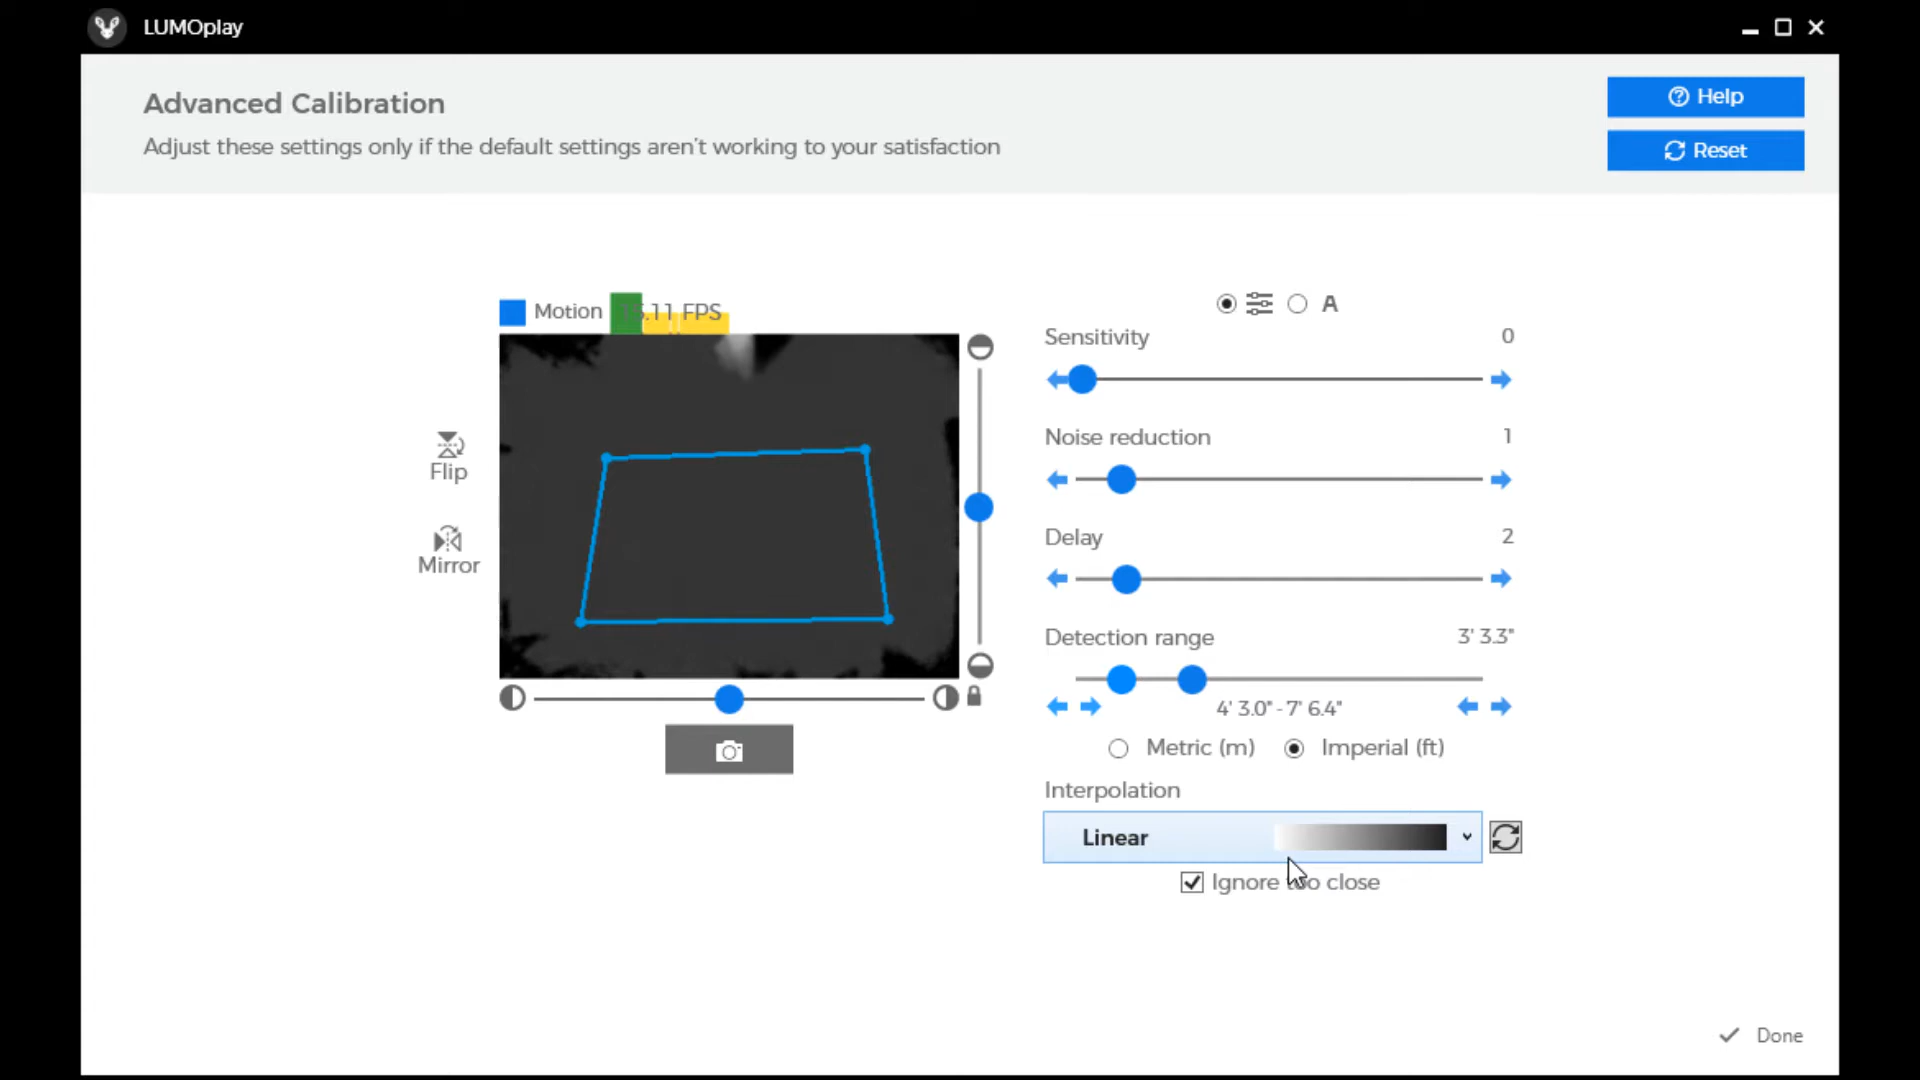 LUMOplay
Advanced Calibration
Adjust these settings only if the default settings aren't working to your satisfaction
Help
Reset
Motion
.11 FPS
Flip
Mirror
A
Sensitivity 0
Noise reduction 1
Delay 2
Detection range 3' 3.3"
4' 3.0" - 7' 6.4"
Metric (m) Imperial (ft)
Interpolation
Linear
Ignore too close
Done